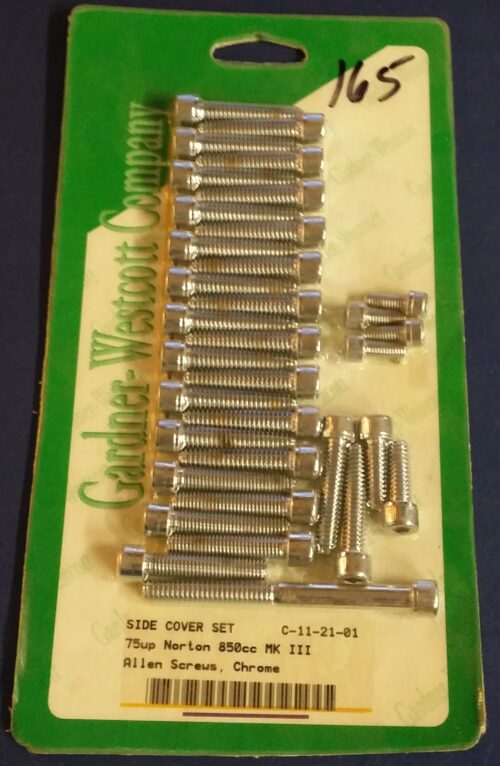 165
Gardner-Westcott Company
SIDE COVER SET C-11-21-01
75up Norton 850cc MK III
Allen Screws, Chrome